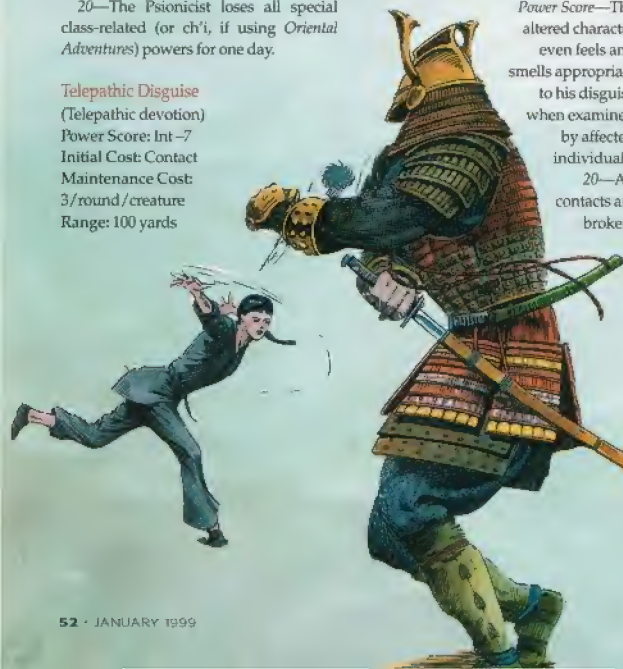 20—The Psionicist loses all special
class-related (or ch'i, if using Oriental
Adventures) powers for one day.
Telepathic Disguise
(Telepathic devotion)
Power Score: Int –7
Initial Cost: Contact
Maintenance Cost:
3/round/creature
Range: 100 yards
Power Score—Th
altered charact
even feels an
smells appropria
to his disguis
when examine
by affecte
individual
20—A
contacts a
broke
52 · JANUARY 1999